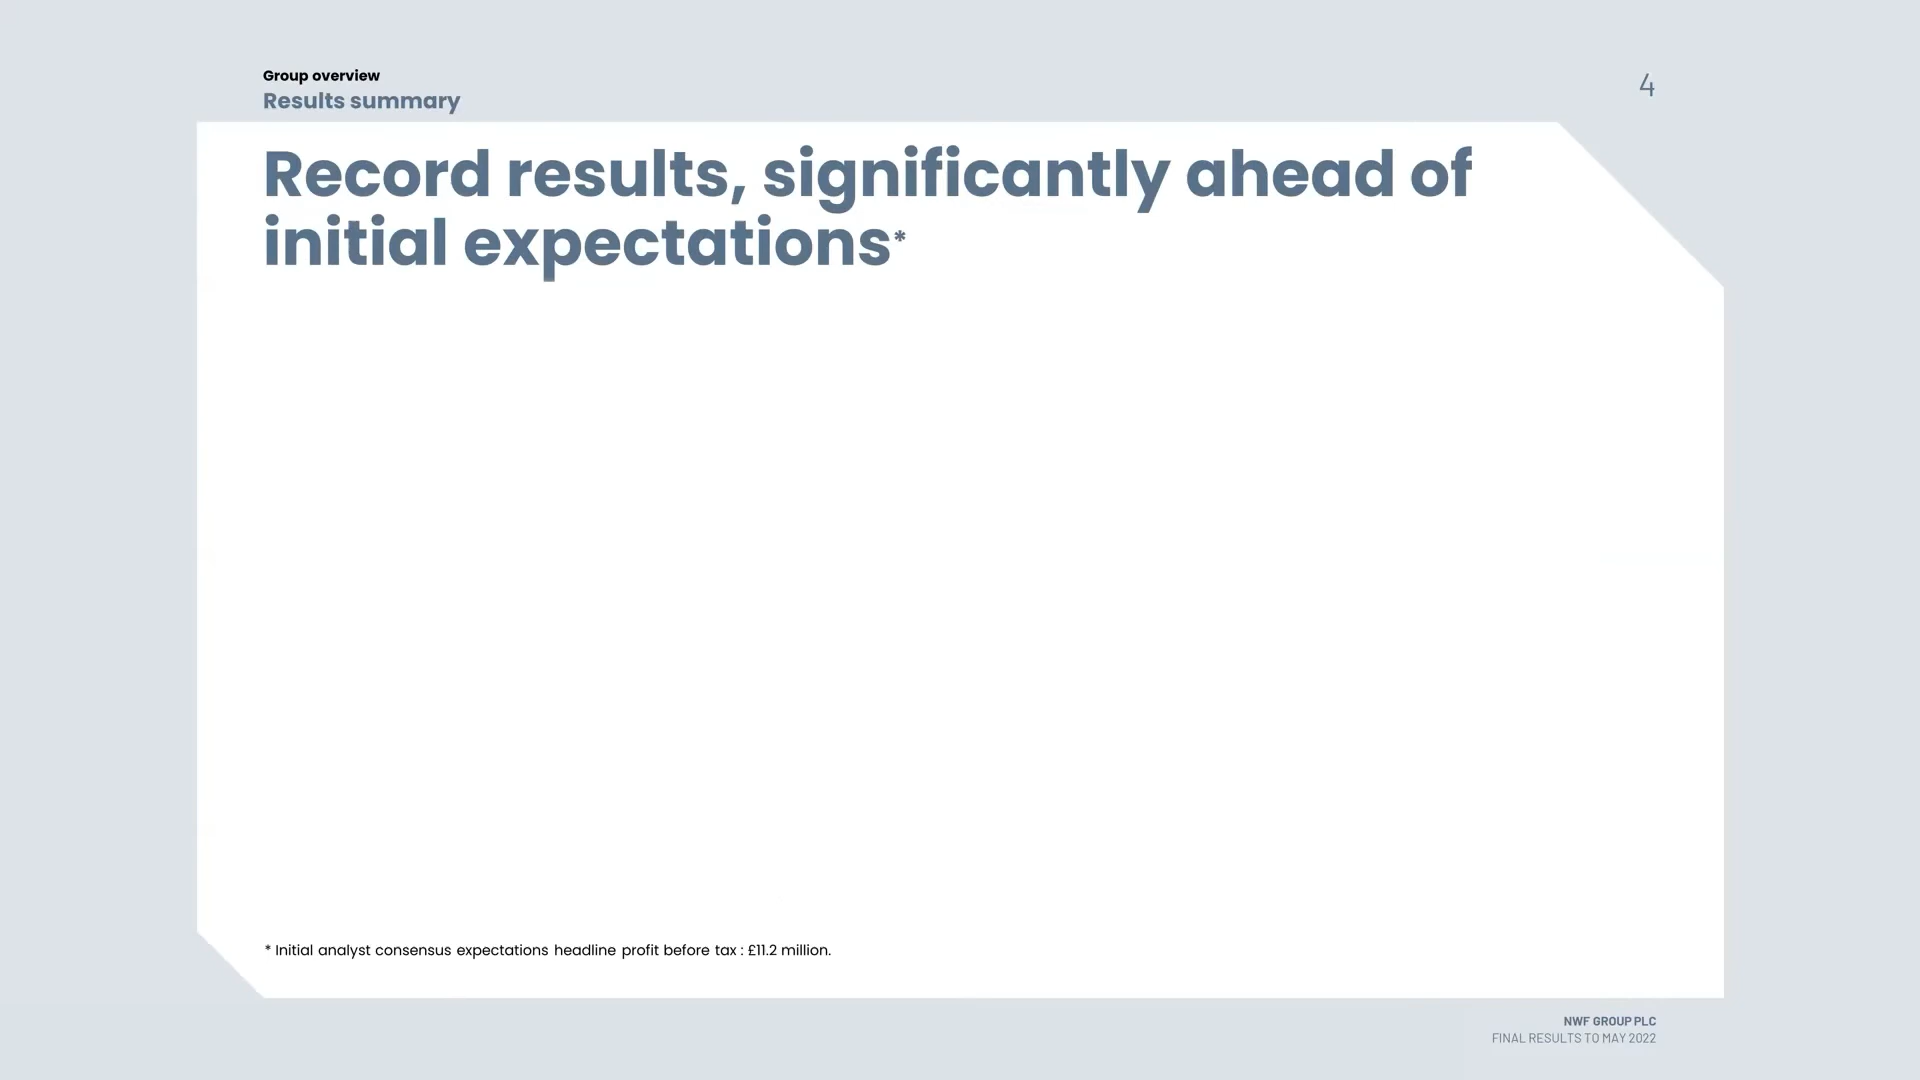 Group overview
Results summary
4
Record results, significantly ahead of
initial expectations*
* Initial analyst consensus expectations headline profit before tax : £11.2 million.
NWF GROUP PLC
FINAL RESULTS TO MAY 2022